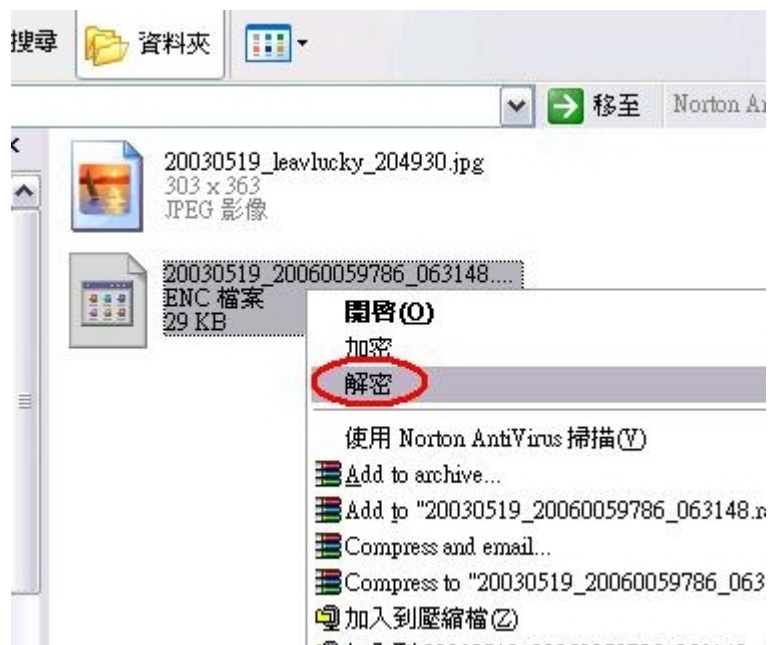 搜尋 資料夾
移至 Norton
20030519_leavlucky_204930.jpg
303 x 363
JPEG 影像
20030519_20060059786_063148....
ENC 檔案
29 KB
開啓(O)
加密
解密
使用 Norton AntiVirus 掃描(V)
Add to archive...
Add to "20030519_20060059786_063148.r
Compress and email...
Compress to "20030519_20060059786_063
加入到壓縮檔(Z)